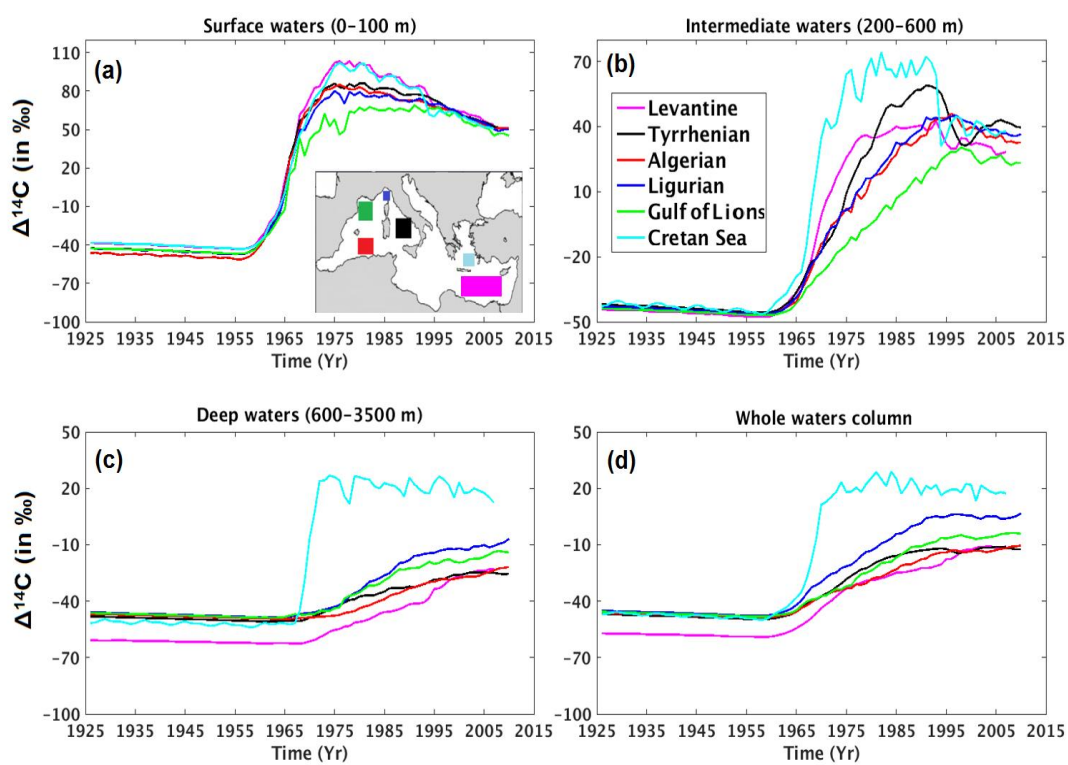 Surface waters (0-100 m)
(a)
Δ¹⁴C (in ‰)
110
80
50
20
-10
-40
-70
-100
1925 1935 1945 1955 1965 1975 1985 1995 2005 2015
Time (Yr)
Intermediate waters (200-600 m)
(b)
70
40
10
-20
-50
Levantine
Tyrrhenian
Algerian
Ligurian
Gulf of Lions
Cretan Sea
1925 1935 1945 1955 1965 1975 1985 1995 2005 2015
Time (Yr)
Deep waters (600-3500 m)
(c)
Δ¹⁴C (in ‰)
50
20
-10
-40
-70
-100
1925 1935 1945 1955 1965 1975 1985 1995 2005 2015
Time (Yr)
Whole waters column
(d)
50
20
-10
-40
-70
-100
1925 1935 1945 1955 1965 1975 1985 1995 2005 2015
Time (Yr)